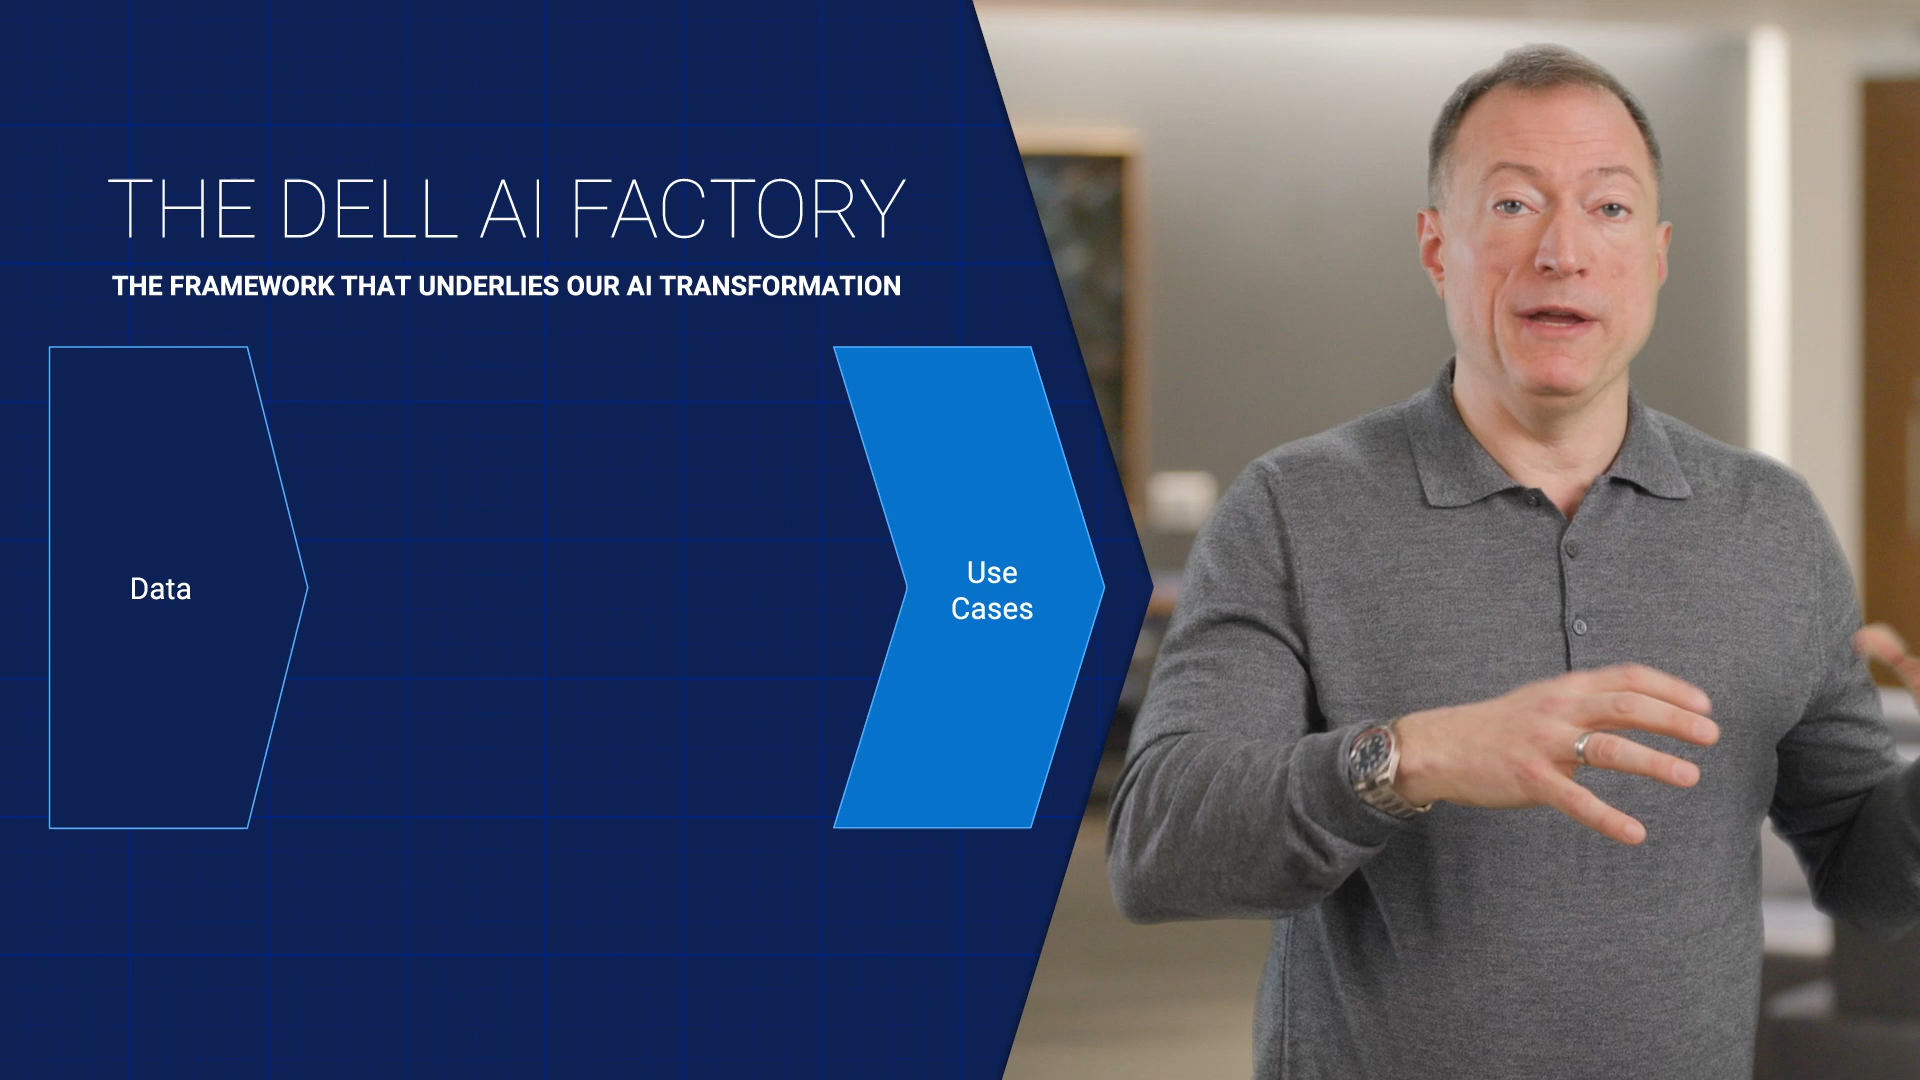 THE DELL AI FACTORY
THE FRAMEWORK THAT UNDERLIES OUR AI TRANSFORMATION
Data
Use
Cases